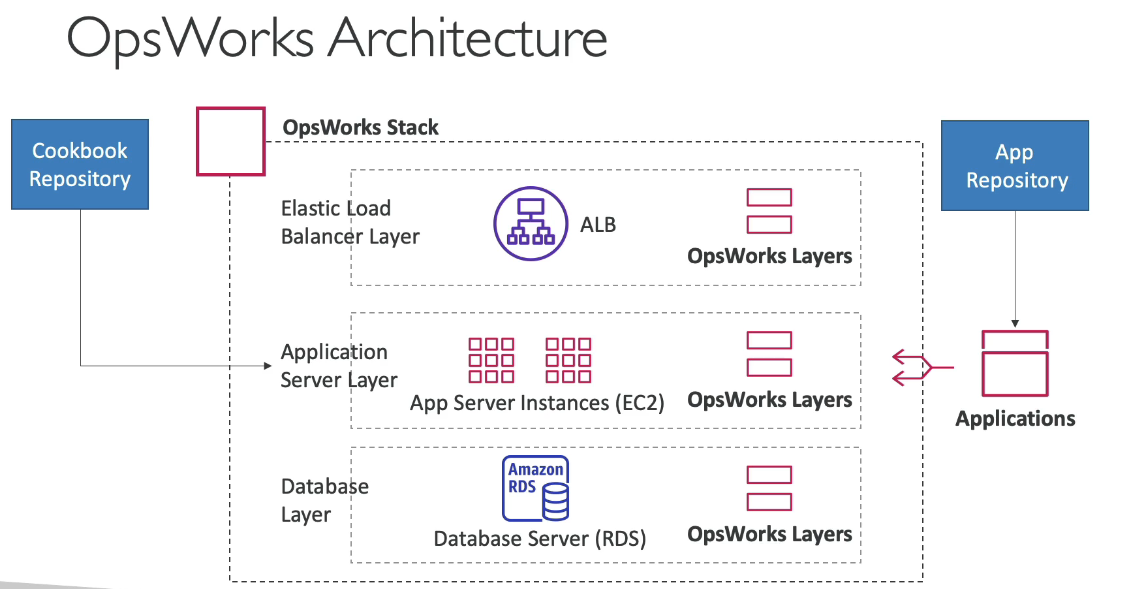 OpsWorks Architecture
Cookbook
Repository
OpsWorks Stack
App
Repository
Elastic Load
Balancer Layer
ALB
OpsWorks Layers
Application
Server Layer
App Server Instances (EC2)
OpsWorks Layers
Applications
Database
Layer
Amazon
RDS
Database Server (RDS)
OpsWorks Layers